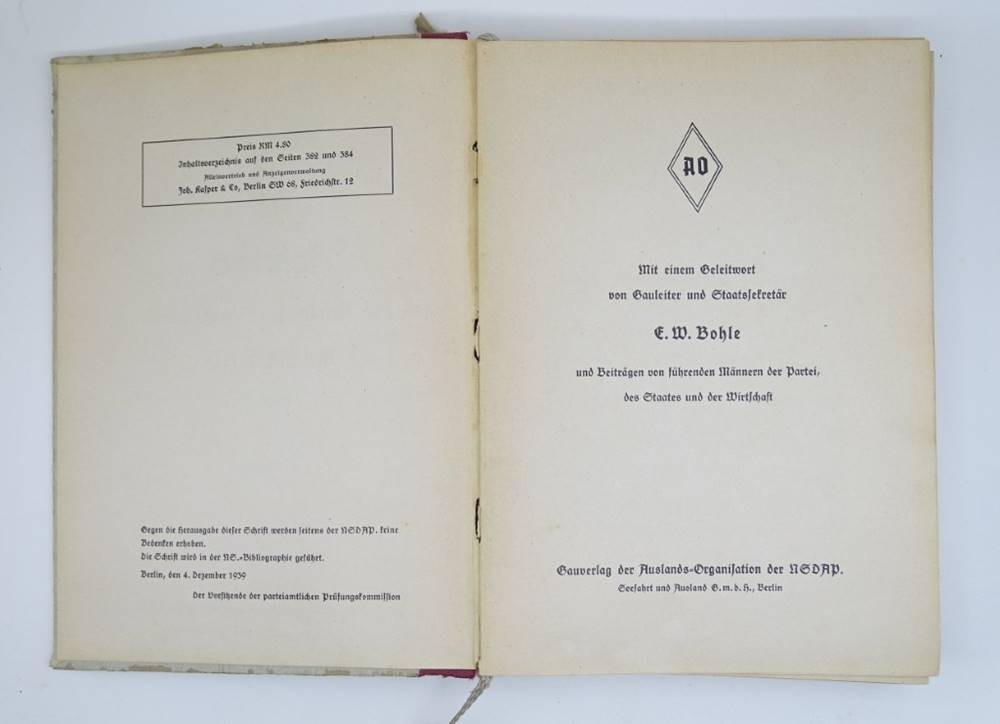 Preis RM 4.80
Inhaltsverzeichnis auf den Seiten 382 und 384
Alleinvertrieb und Anzeigenverwaltung
Joh. Kasper & Co, Berlin SW 68, Friedrichstr. 12
Gegen die Herausgabe dieser Schrift werden seitens der NSDAP. keine
Bedenken erhoben.
Die Schrift wird in der NS.-Bibliographie geführt.
Berlin, den 4. Dezember 1939
Der Vorsitzende der parteiamtlichen Prüfungskommission
AO
Mit einem Geleitwort
von Gauleiter und Staatssekretär
E. W. Bohle
und Beiträgen von führenden Männern der Partei,
des Staates und der Wirtschaft
Gauverlag der Auslands-Organisation der NSDAP.
Seefahrt und Ausland G. m. b. H., Berlin